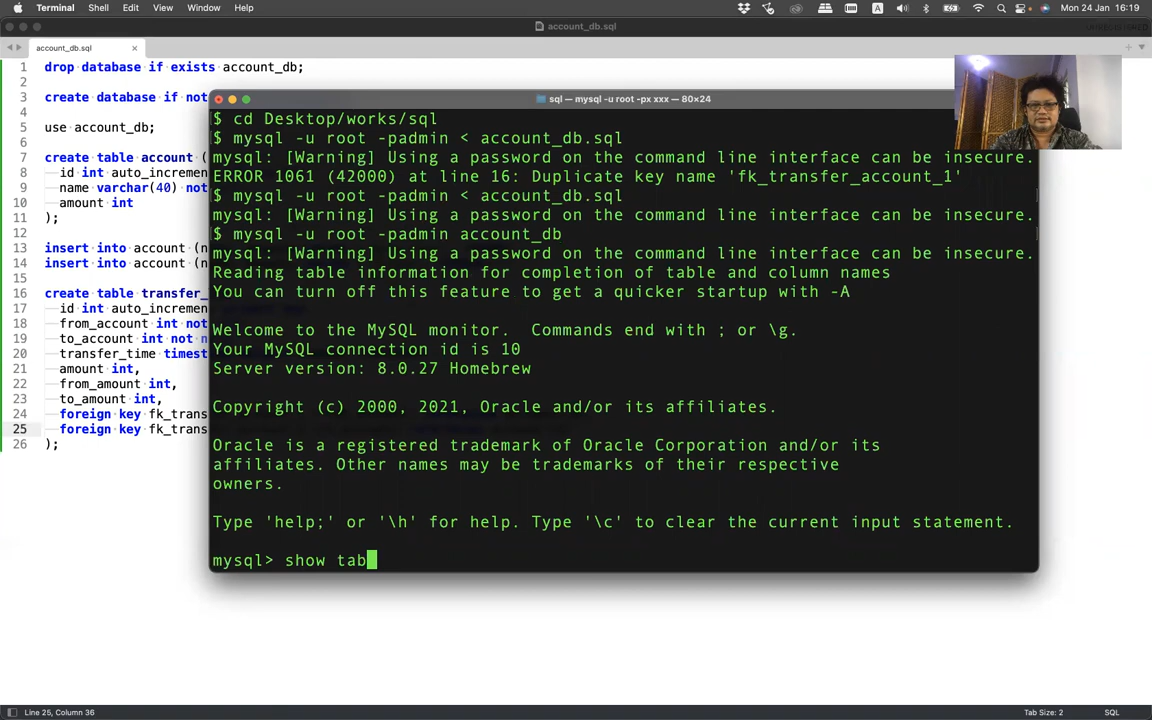 Terminal Shell Edit View Window Help A Mon 24 Jan 16:19
account_db.sql
account_db.sql
1 drop database if exists account_db;
2
3 create database if not
4
5 use account_db;
6
7 create table account (
8 id int auto_increment
9 name varchar(40) not
10 amount int
11 );
12
13 insert into account (n
14 insert into account (n
15
16 create table transfer_
17 id int auto_increment
18 from_account int not
19 to_account int not n
20 transfer_time timest
21 amount int,
22 from_amount int,
23 to_amount int,
24 foreign key fk_trans
25 foreign key fk_trans
26 );
sql — mysql -u root -px xxx — 80×24
$ cd Desktop/works/sql
$ mysql -u root -padmin < account_db.sql
mysql: [Warning] Using a password on the command line interface can be insecure.
ERROR 1061 (42000) at line 16: Duplicate key name 'fk_transfer_account_1'
$ mysql -u root -padmin < account_db.sql
mysql: [Warning] Using a password on the command line interface can be insecure.
$ mysql -u root -padmin account_db
mysql: [Warning] Using a password on the command line interface can be insecure.
Reading table information for completion of table and column names
You can turn off this feature to get a quicker startup with -A
Welcome to the MySQL monitor.  Commands end with ; or \g.
Your MySQL connection id is 10
Server version: 8.0.27 Homebrew
Copyright (c) 2000, 2021, Oracle and/or its affiliates.
Oracle is a registered trademark of Oracle Corporation and/or its
affiliates. Other names may be trademarks of their respective
owners.
Type 'help;' or '\h' for help. Type '\c' to clear the current input statement.
mysql> show tab
Line 25, Column 36 Tab Size: 2 SQL